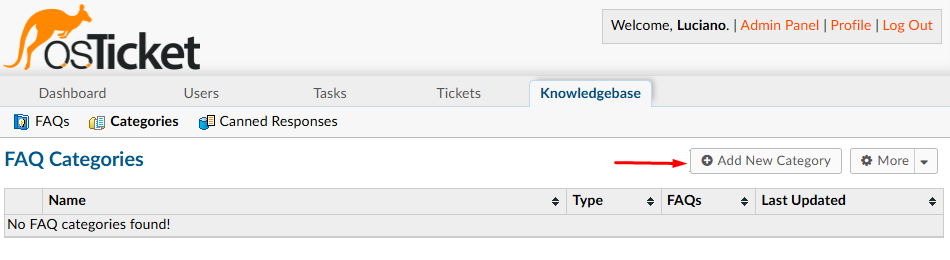 osTicket
Welcome, Luciano. | Admin Panel | Profile | Log Out
Dashboard Users Tasks Tickets Knowledgebase
FAQs Categories Canned Responses
FAQ Categories Add New Category More
Name Type FAQs Last Updated
No FAQ categories found!